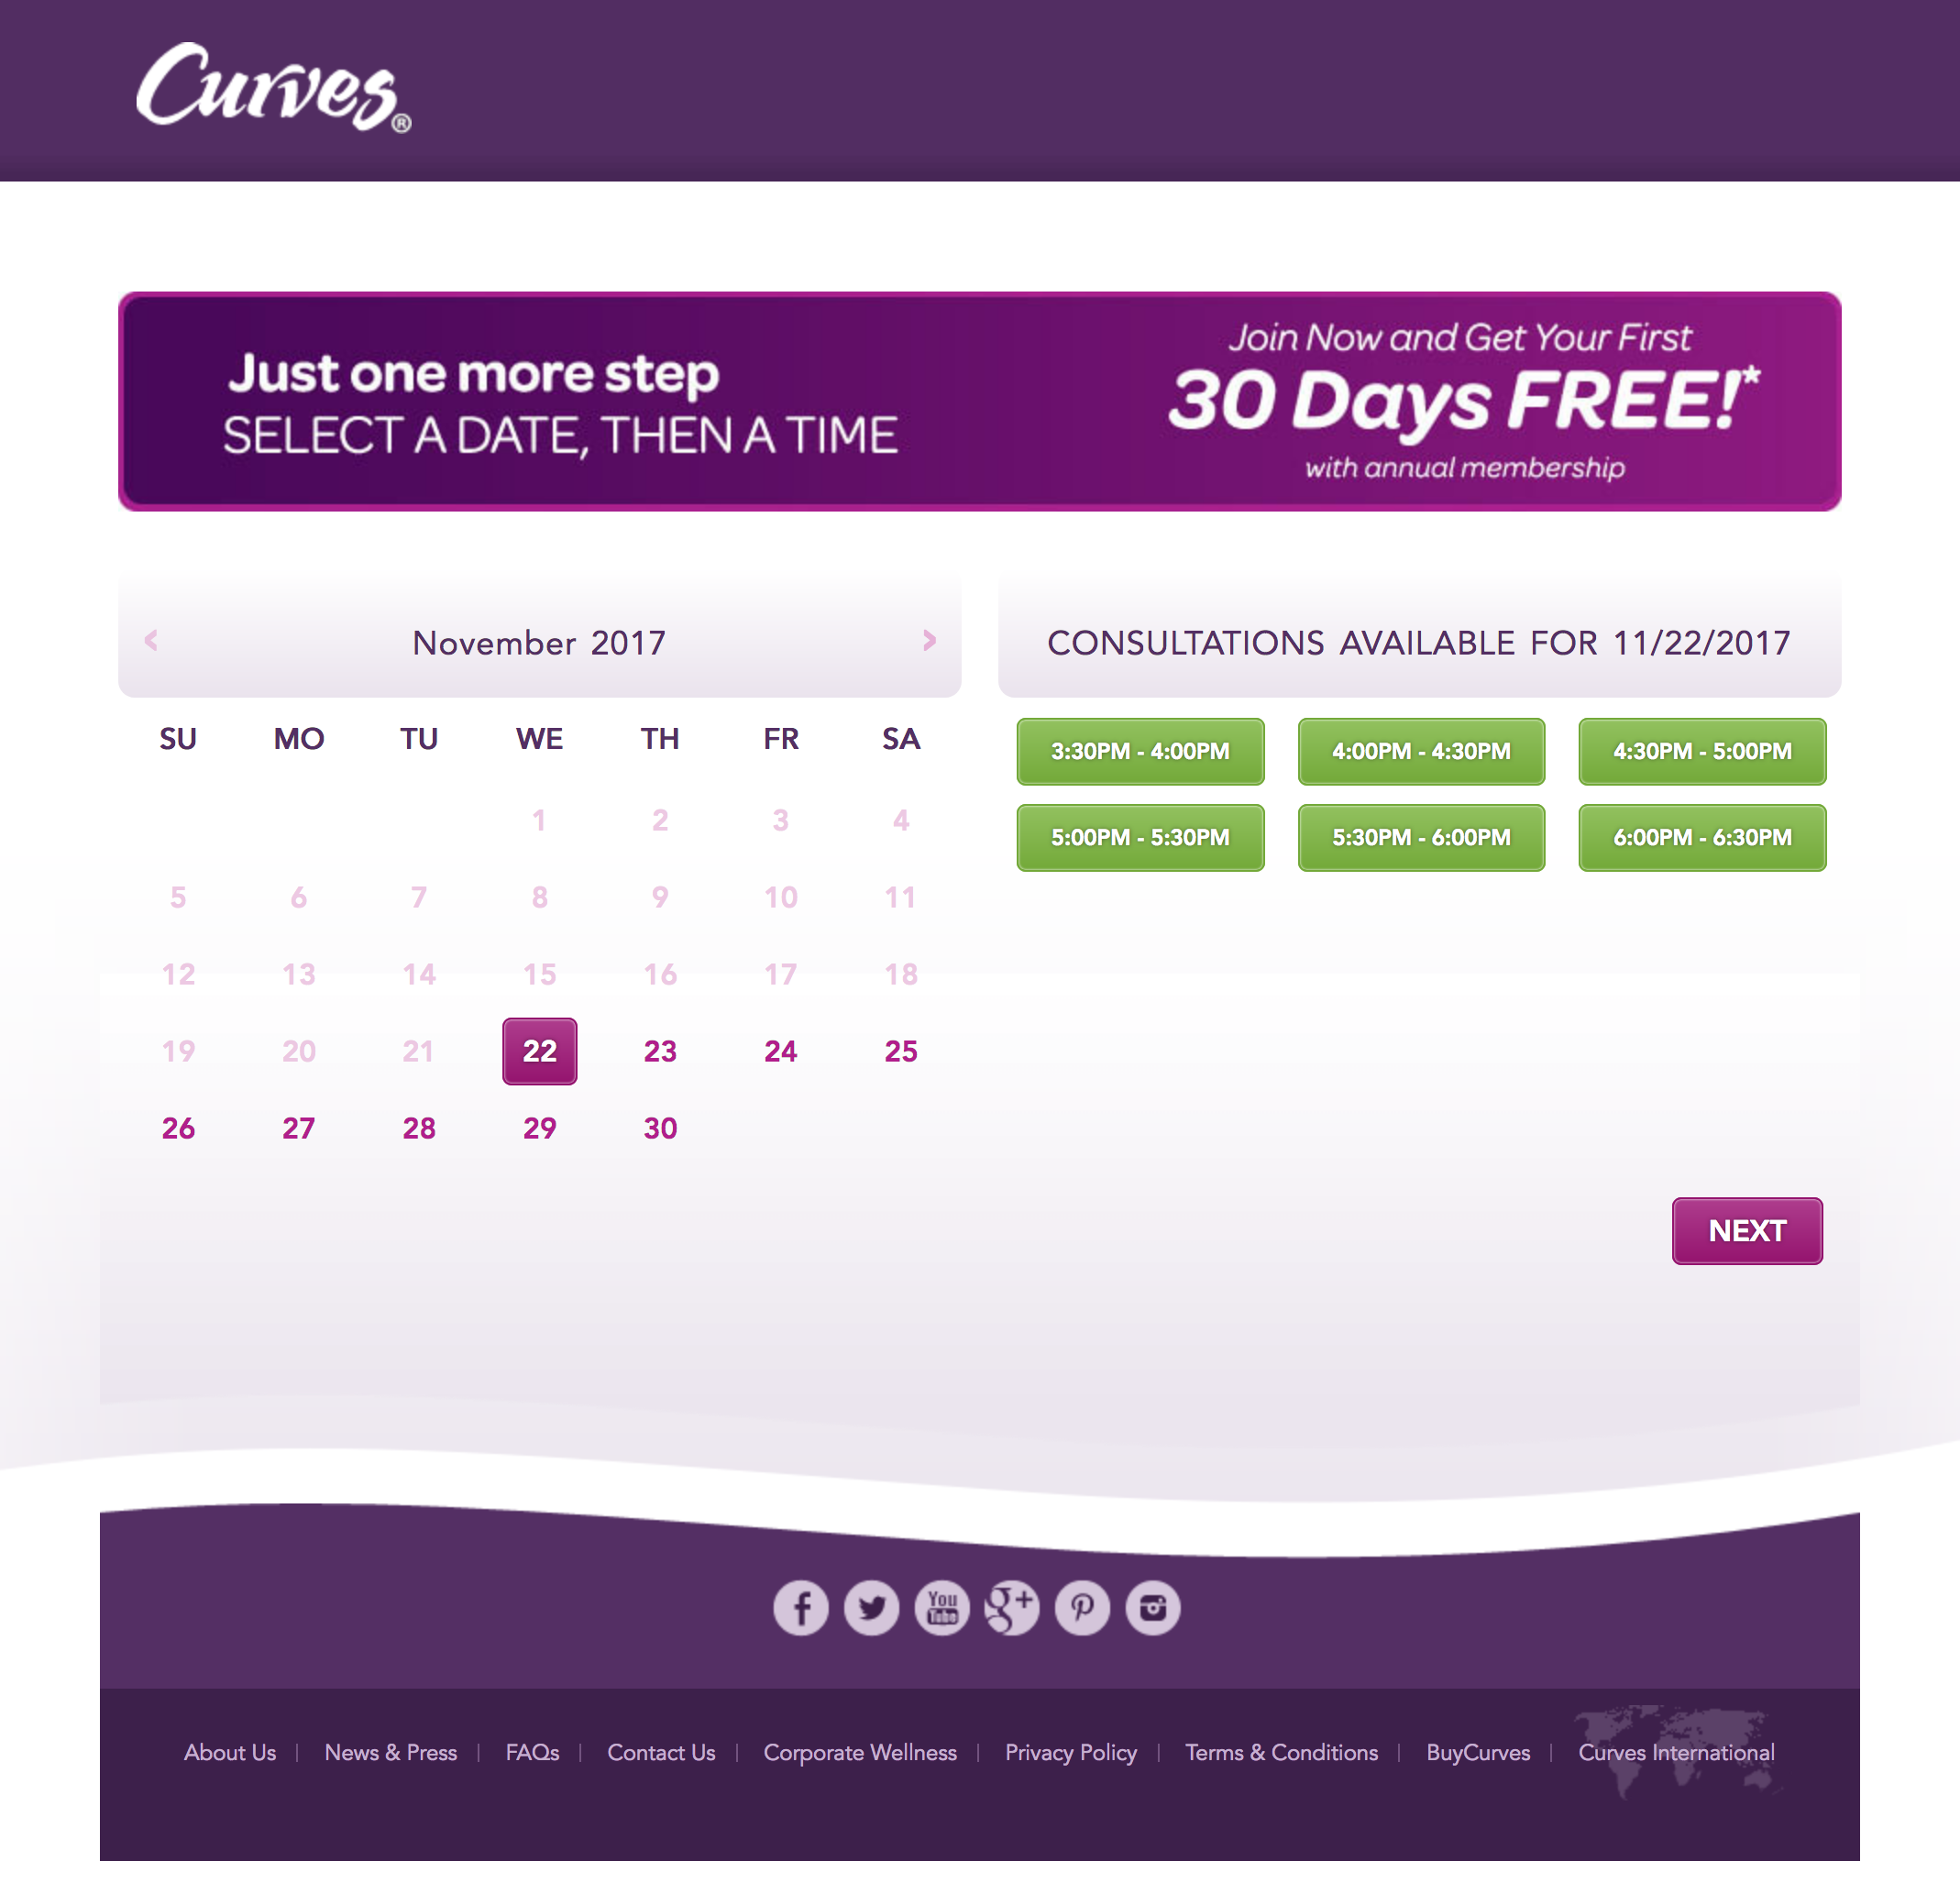 Curves®
Just one more step
SELECT A DATE, THEN A TIME
Join Now and Get Your First
30 Days FREE!*
with annual membership
‹ November 2017 ›
SU MO TU WE TH FR SA
1 2 3 4
5 6 7 8 9 10 11
12 13 14 15 16 17 18
19 20 21 22 23 24 25
26 27 28 29 30
CONSULTATIONS AVAILABLE FOR 11/22/2017
3:30PM - 4:00PM 4:00PM - 4:30PM 4:30PM - 5:00PM
5:00PM - 5:30PM 5:30PM - 6:00PM 6:00PM - 6:30PM
NEXT
f You Tube g+
About Us | News & Press | FAQs | Contact Us | Corporate Wellness | Privacy Policy | Terms & Conditions | BuyCurves | Curves International